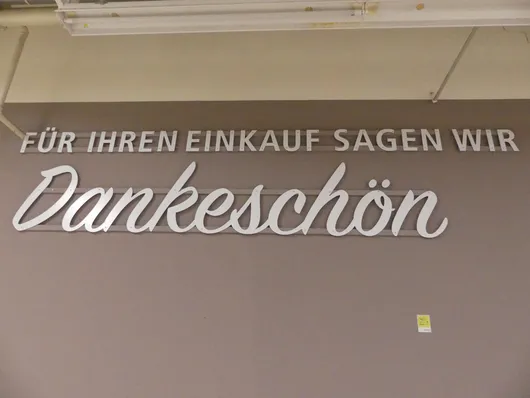 FÜR IHREN EINKAUF SAGEN WIR
Dankeschön